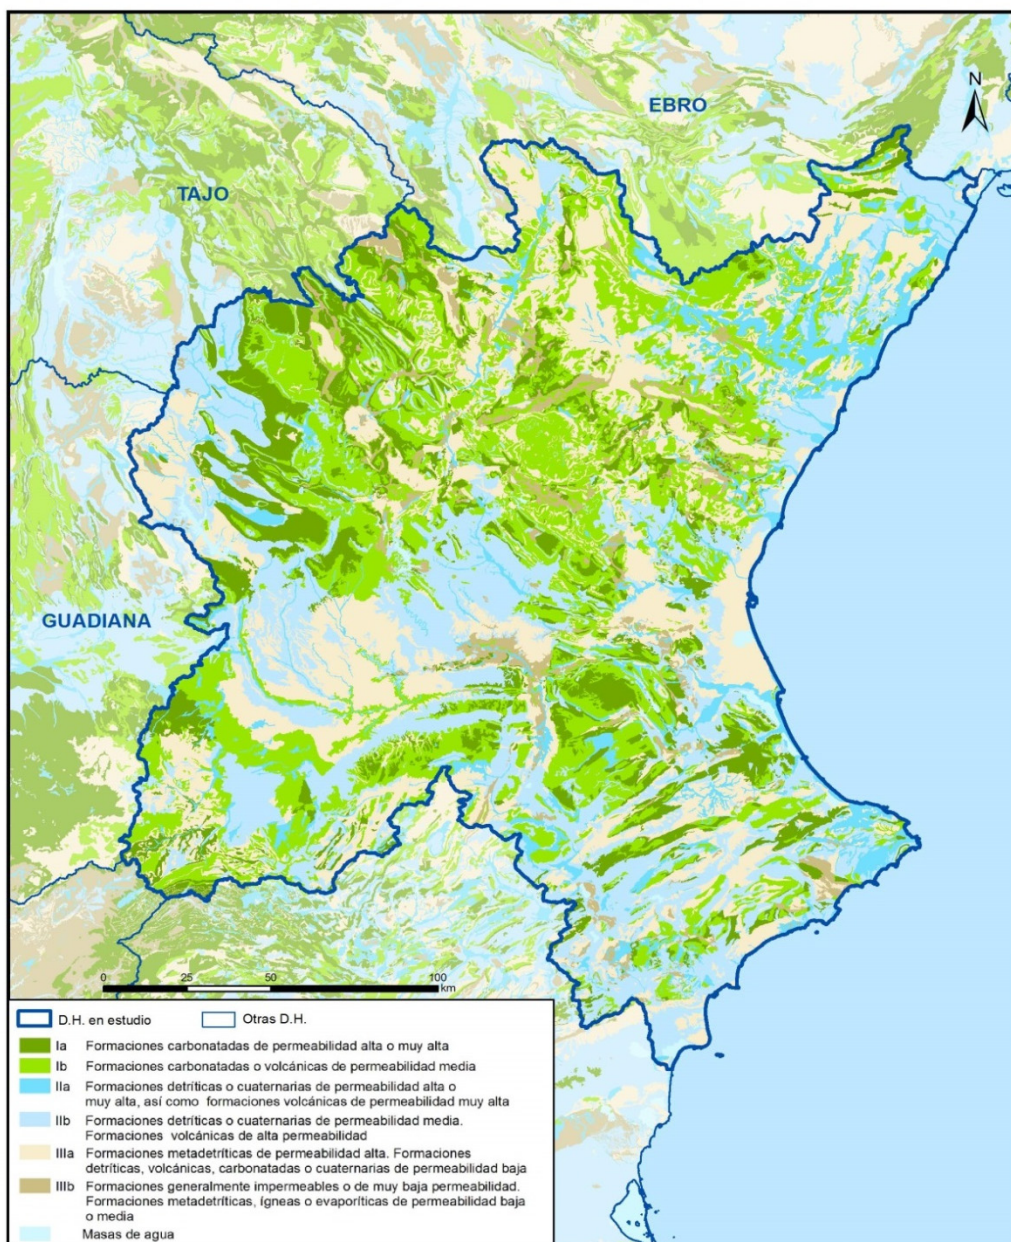 EBRO
N
TAJO
GUADIANA
0 25 50 100
km
D.H. en estudio Otras D.H.
Ia Formaciones carbonatadas de permeabilidad alta o muy alta
Ib Formaciones carbonatadas o volcánicas de permeabilidad media
IIa Formaciones detríticas o cuaternarias de permeabilidad alta o
muy alta, así como formaciones volcánicas de permeabilidad muy alta
IIb Formaciones detríticas o cuaternarias de permeabilidad media.
Formaciones volcánicas de alta permeabilidad
IIIa Formaciones metadetríticas de permeabilidad alta. Formaciones
detríticas, volcánicas, carbonatadas o cuaternarias de permeabilidad baja
IIIb Formaciones generalmente impermeables o de muy baja permeabilidad.
Formaciones metadetríticas, ígneas o evaporíticas de permeabilidad baja
o media
Masas de agua